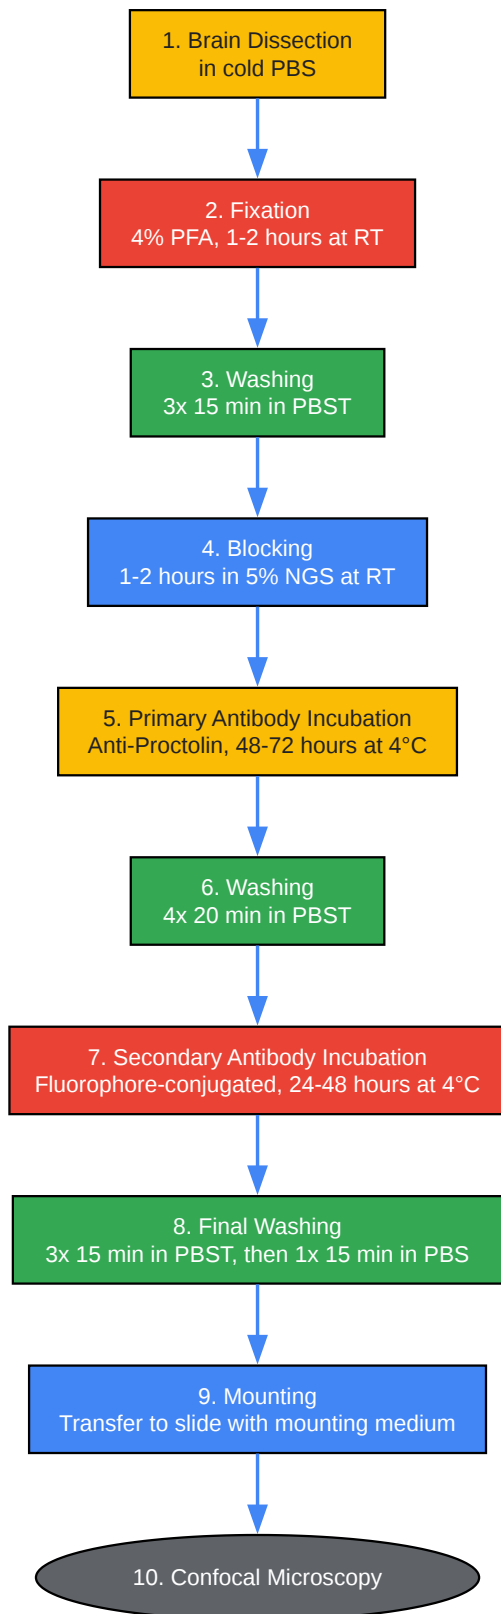 1. Brain Dissection
in cold PBS
2. Fixation
4% PFA, 1-2 hours at RT
3. Washing
3x 15 min in PBST
4. Blocking
1-2 hours in 5% NGS at RT
5. Primary Antibody Incubation
Anti-Proctolin, 48-72 hours at 4°C
6. Washing
4x 20 min in PBST
7. Secondary Antibody Incubation
Fluorophore-conjugated, 24-48 hours at 4°C
8. Final Washing
3x 15 min in PBST, then 1x 15 min in PBS
9. Mounting
Transfer to slide with mounting medium
10. Confocal Microscopy